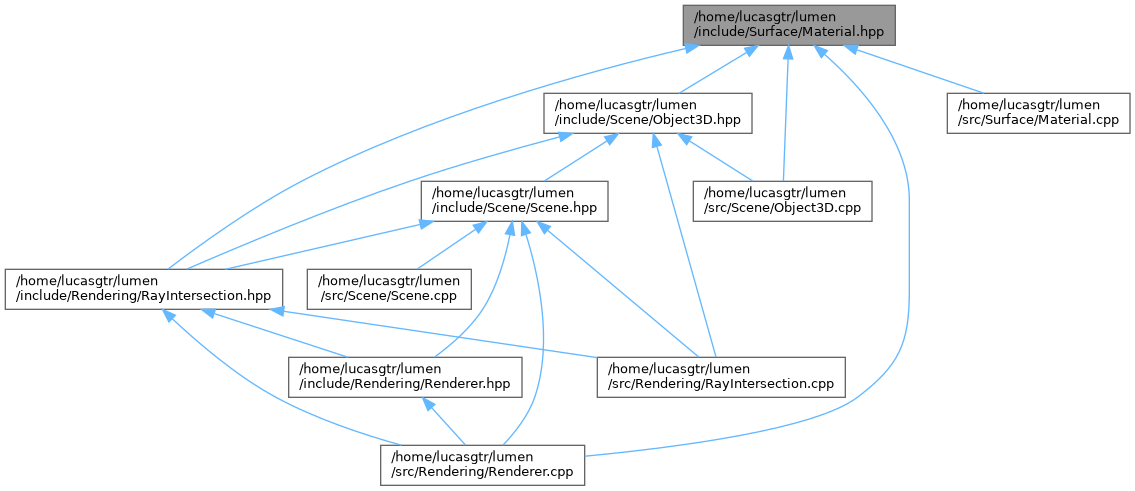 /home/lucasgtr/lumen
/include/Surface/Material.hpp
/home/lucasgtr/lumen
/include/Scene/Object3D.hpp
/home/lucasgtr/lumen
/src/Surface/Material.cpp
/home/lucasgtr/lumen
/include/Scene/Scene.hpp
/home/lucasgtr/lumen
/src/Scene/Object3D.cpp
/home/lucasgtr/lumen
/include/Rendering/RayIntersection.hpp
/home/lucasgtr/lumen
/src/Scene/Scene.cpp
/home/lucasgtr/lumen
/include/Rendering/Renderer.hpp
/home/lucasgtr/lumen
/src/Rendering/RayIntersection.cpp
/home/lucasgtr/lumen
/src/Rendering/Renderer.cpp